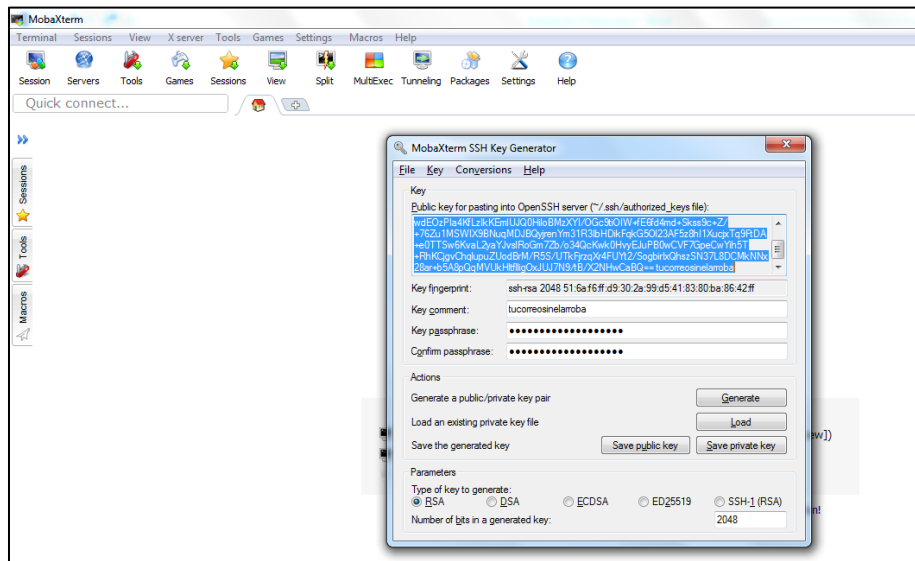 MobaXterm
Terminal Sessions View X server Tools Games Settings Macros Help
Session Servers Tools Games Sessions View Split MultiExec Tunneling Packages Settings Help
Quick connect...
Sessions
Tools
Macros
MobaXterm SSH Key Generator
File Key Conversions Help
Key
Public key for pasting into OpenSSH server (~/.ssh/authorized_keys file):
tucorreosinelarroba
Key fingerprint: ssh-rsa 2048 51:6a:f6:ff:d9:30:2a:99:d5:41:83:80:ba:86:42:ff
Key comment: tucorreosinelarroba
Key passphrase:
Confirm passphrase:
Actions
Generate a public/private key pair Generate
Load an existing private key file Load
Save the generated key Save public key Save private key
Parameters
Type of key to generate:
RSA DSA ECDSA ED25519 SSH-1 (RSA)
Number of bits in a generated key: 2048